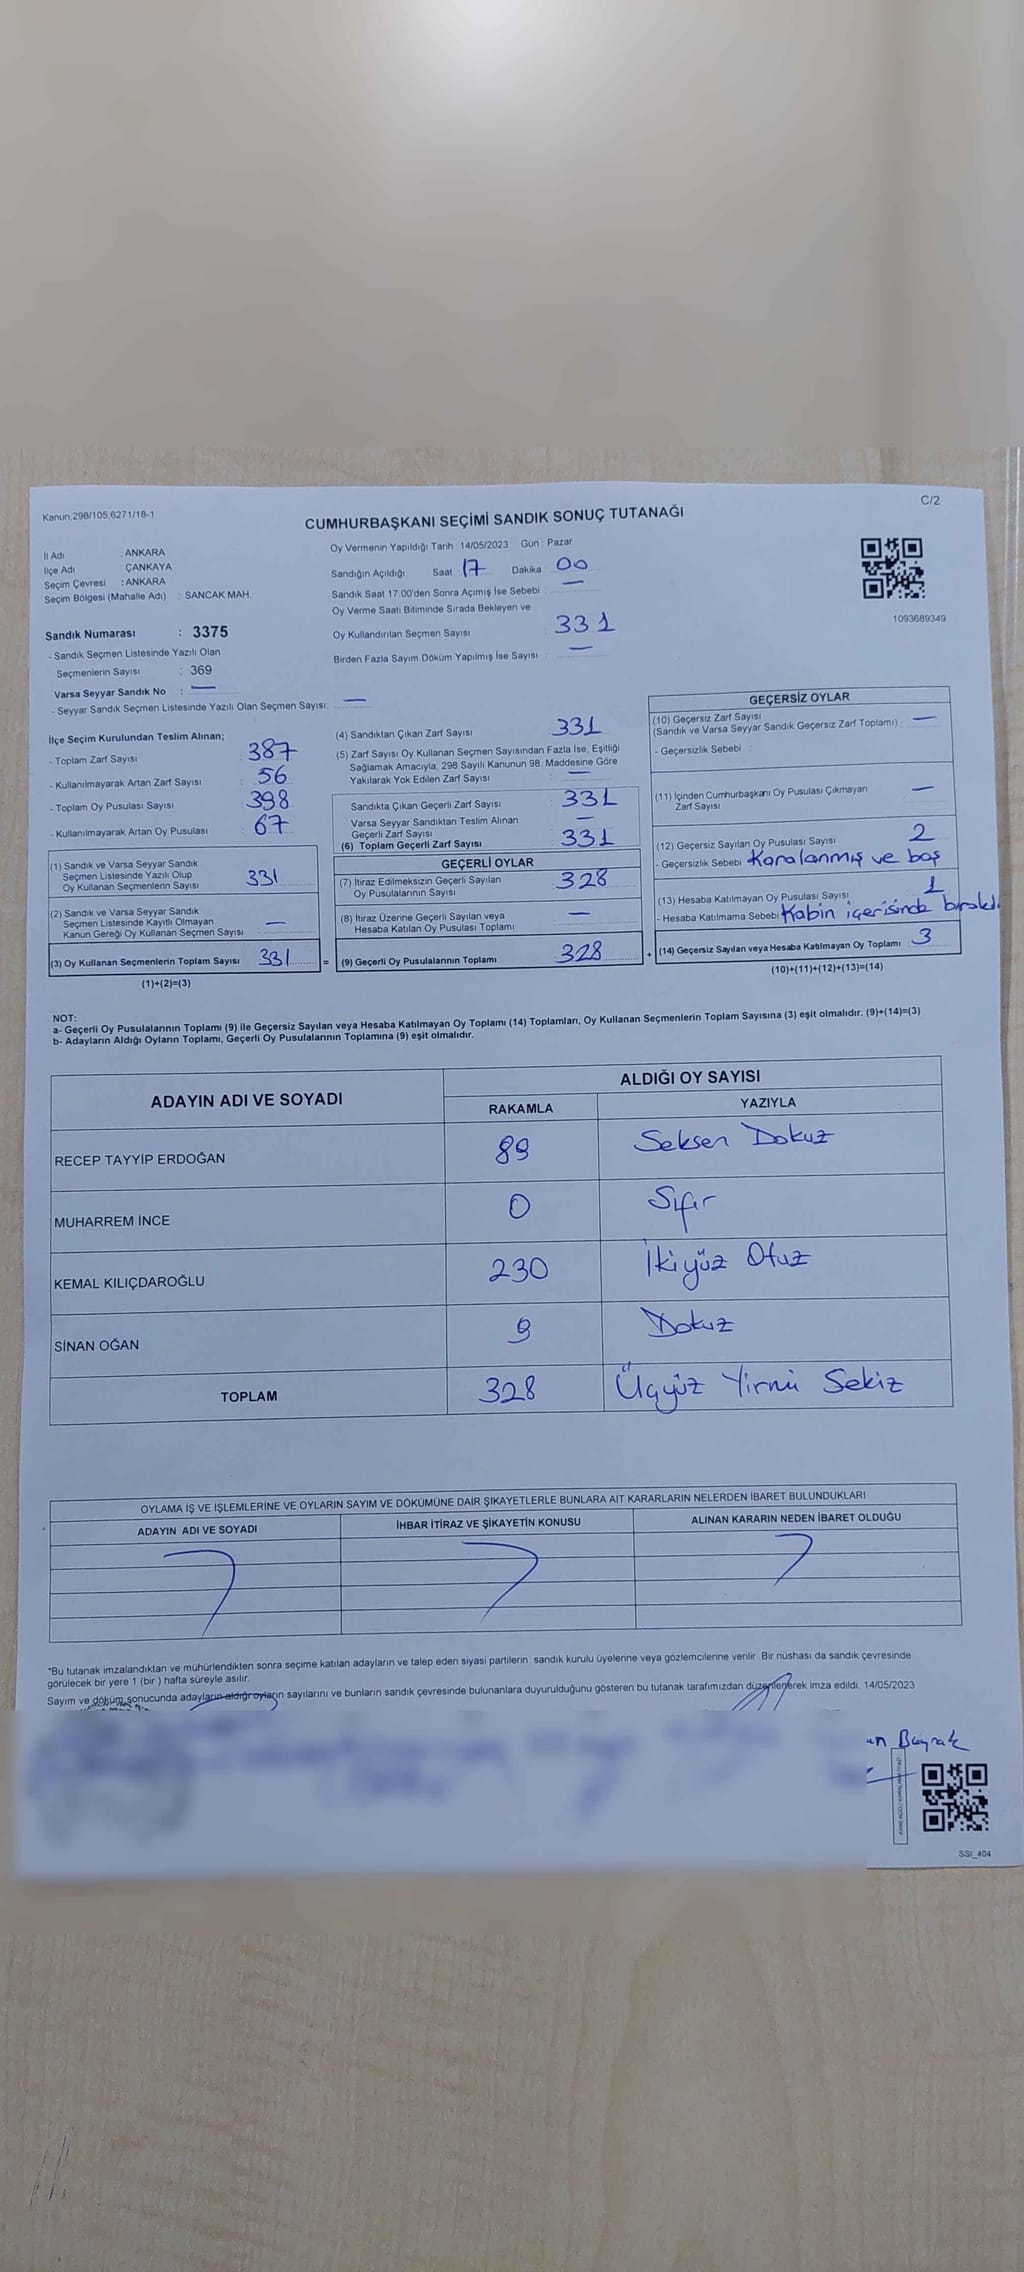 Kanun;298/105,6271/18-1
C/2
CUMHURBAŞKANI SEÇİMİ SANDIK SONUÇ TUTANAĞI
İl Adı : ANKARA
İlçe Adı : ÇANKAYA
Seçim Çevresi : ANKARA
Seçim Bölgesi (Mahalle Adı) : SANCAK MAH.
Oy Vermenin Yapıldığı Tarih : 14/05/2023 Gün : Pazar
Sandığın Açıldığı Saat 17 Dakika 00
Sandık Saat 17.00'den Sonra Açımış İse Sebebi : —
Oy Verme Saati Bitiminde Sırada Bekleyen ve
Oy Kullandırılan Seçmen Sayısı 331
Birden Fazla Sayım Döküm Yapılmış İse Sayısı —
1093689349
Sandık Numarası : 3375
- Sandık Seçmen Listesinde Yazılı Olan
Seçmenlerin Sayısı : 369
Varsa Seyyar Sandık No : —
- Seyyar Sandık Seçmen Listesinde Yazılı Olan Seçmen Sayısı: —
İlçe Seçim Kurulundan Teslim Alınan;
- Toplam Zarf Sayısı : 387
- Kullanılmayarak Artan Zarf Sayısı : 56
- Toplam Oy Pusulası Sayısı : 398
- Kullanılmayarak Artan Oy Pusulası : 67
(1) Sandık ve Varsa Seyyar Sandık
Seçmen Listesinde Yazılı Olup
Oy Kullanan Seçmenlerin Sayısı 331
(2) Sandık ve Varsa Seyyar Sandık
Seçmen Listesinde Kayıtlı Olmayan
Kanun Gereği Oy Kullanan Seçmen Sayısı : —
(3) Oy Kullanan Seçmenlerin Toplam Sayısı 331 =
(1)+(2)=(3)
(4) Sandıktan Çıkan Zarf Sayısı 331
(5) Zarf Sayısı Oy Kullanan Seçmen Sayısından Fazla İse, Eşitliği
Sağlamak Amacıyla; 298 Sayılı Kanunun 98. Maddesine Göre
Yakılarak Yok Edilen Zarf Sayısı : —
Sandıkta Çıkan Geçerli Zarf Sayısı : 331
Varsa Seyyar Sandıktan Teslim Alınan
Geçerli Zarf Sayısı —
(6) Toplam Geçerli Zarf Sayısı 331
GEÇERLİ OYLAR
(7) İtiraz Edilmeksizin Geçerli Sayılan
Oy Pusulalarının Sayısı 328
(8) İtiraz Üzerine Geçerli Sayılan veya
Hesaba Katılan Oy Pusulası Toplamı —
(9) Geçerli Oy Pusulalarının Toplamı 328 +
GEÇERSİZ OYLAR
(10) Geçersiz Zarf Sayısı
(Sandık ve Varsa Seyyar Sandık Geçersiz Zarf Toplamı) : —
- Geçersizlik Sebebi :
(11) İçinden Cumhurbaşkanı Oy Pusulası Çıkmayan
Zarf Sayısı —
(12) Geçersiz Sayılan Oy Pusulası Sayısı 2
- Geçersizlik Sebebi Karalanmış ve boş
(13) Hesaba Katılmayan Oy Pusulası Sayısı 1
- Hesaba Katılmama Sebebi Kabin içerisinde
(14) Geçersiz Sayılan veya Hesaba Katılmayan Oy Toplamı : 3
(10)+(11)+(12)+(13)=(14)
NOT:
a- Geçerli Oy Pusulalarının Toplamı (9) ile Geçersiz Sayılan veya Hesaba Katılmayan Oy Toplamı (14) Toplamları, Oy Kullanan Seçmenlerin Toplam Sayısına (3) eşit olmalıdır. (9)+(14)=(3)
b- Adayların Aldığı Oyların Toplamı, Geçerli Oy Pusulalarının Toplamına (9) eşit olmalıdır.
ADAYIN ADI VE SOYADI
ALDIĞI OY SAYISI
RAKAMLA YAZIYLA
RECEP TAYYİP ERDOĞAN 89 Seksen Dokuz
MUHARREM İNCE 0 Sıfır
KEMAL KILIÇDAROĞLU 230 İkiyüz Otuz
SİNAN OĞAN 9 Dokuz
TOPLAM 328 Üçyüz Yirmi Sekiz
OYLAMA İŞ VE İŞLEMLERİNE VE OYLARIN SAYIM VE DÖKÜMÜNE DAİR ŞİKAYETLERLE BUNLARA AİT KARARLARIN NELERDEN İBARET BULUNDUKLARI
ADAYIN ADI VE SOYADI İHBAR İTİRAZ VE ŞİKAYETİN KONUSU ALINAN KARARIN NEDEN İBARET OLDUĞU
*Bu tutanak imzalandıktan ve mühürlendikten sonra seçime katılan adayların ve talep eden siyasi partilerin sandık kurulu üyelerine veya gözlemcilerine verilir. Bir nüshası da sandık çevresinde
görülecek bir yere 1 (bir ) hafta süreyle asılır.
Sayım ve döküm sonucunda adayların aldığı oyların sayılarını ve bunların sandık çevresinde bulunanlara duyurulduğunu gösteren bu tutanak tarafımızdan düzenlenerek imza edildi. 14/05/2023
Bayrak
SSI_404